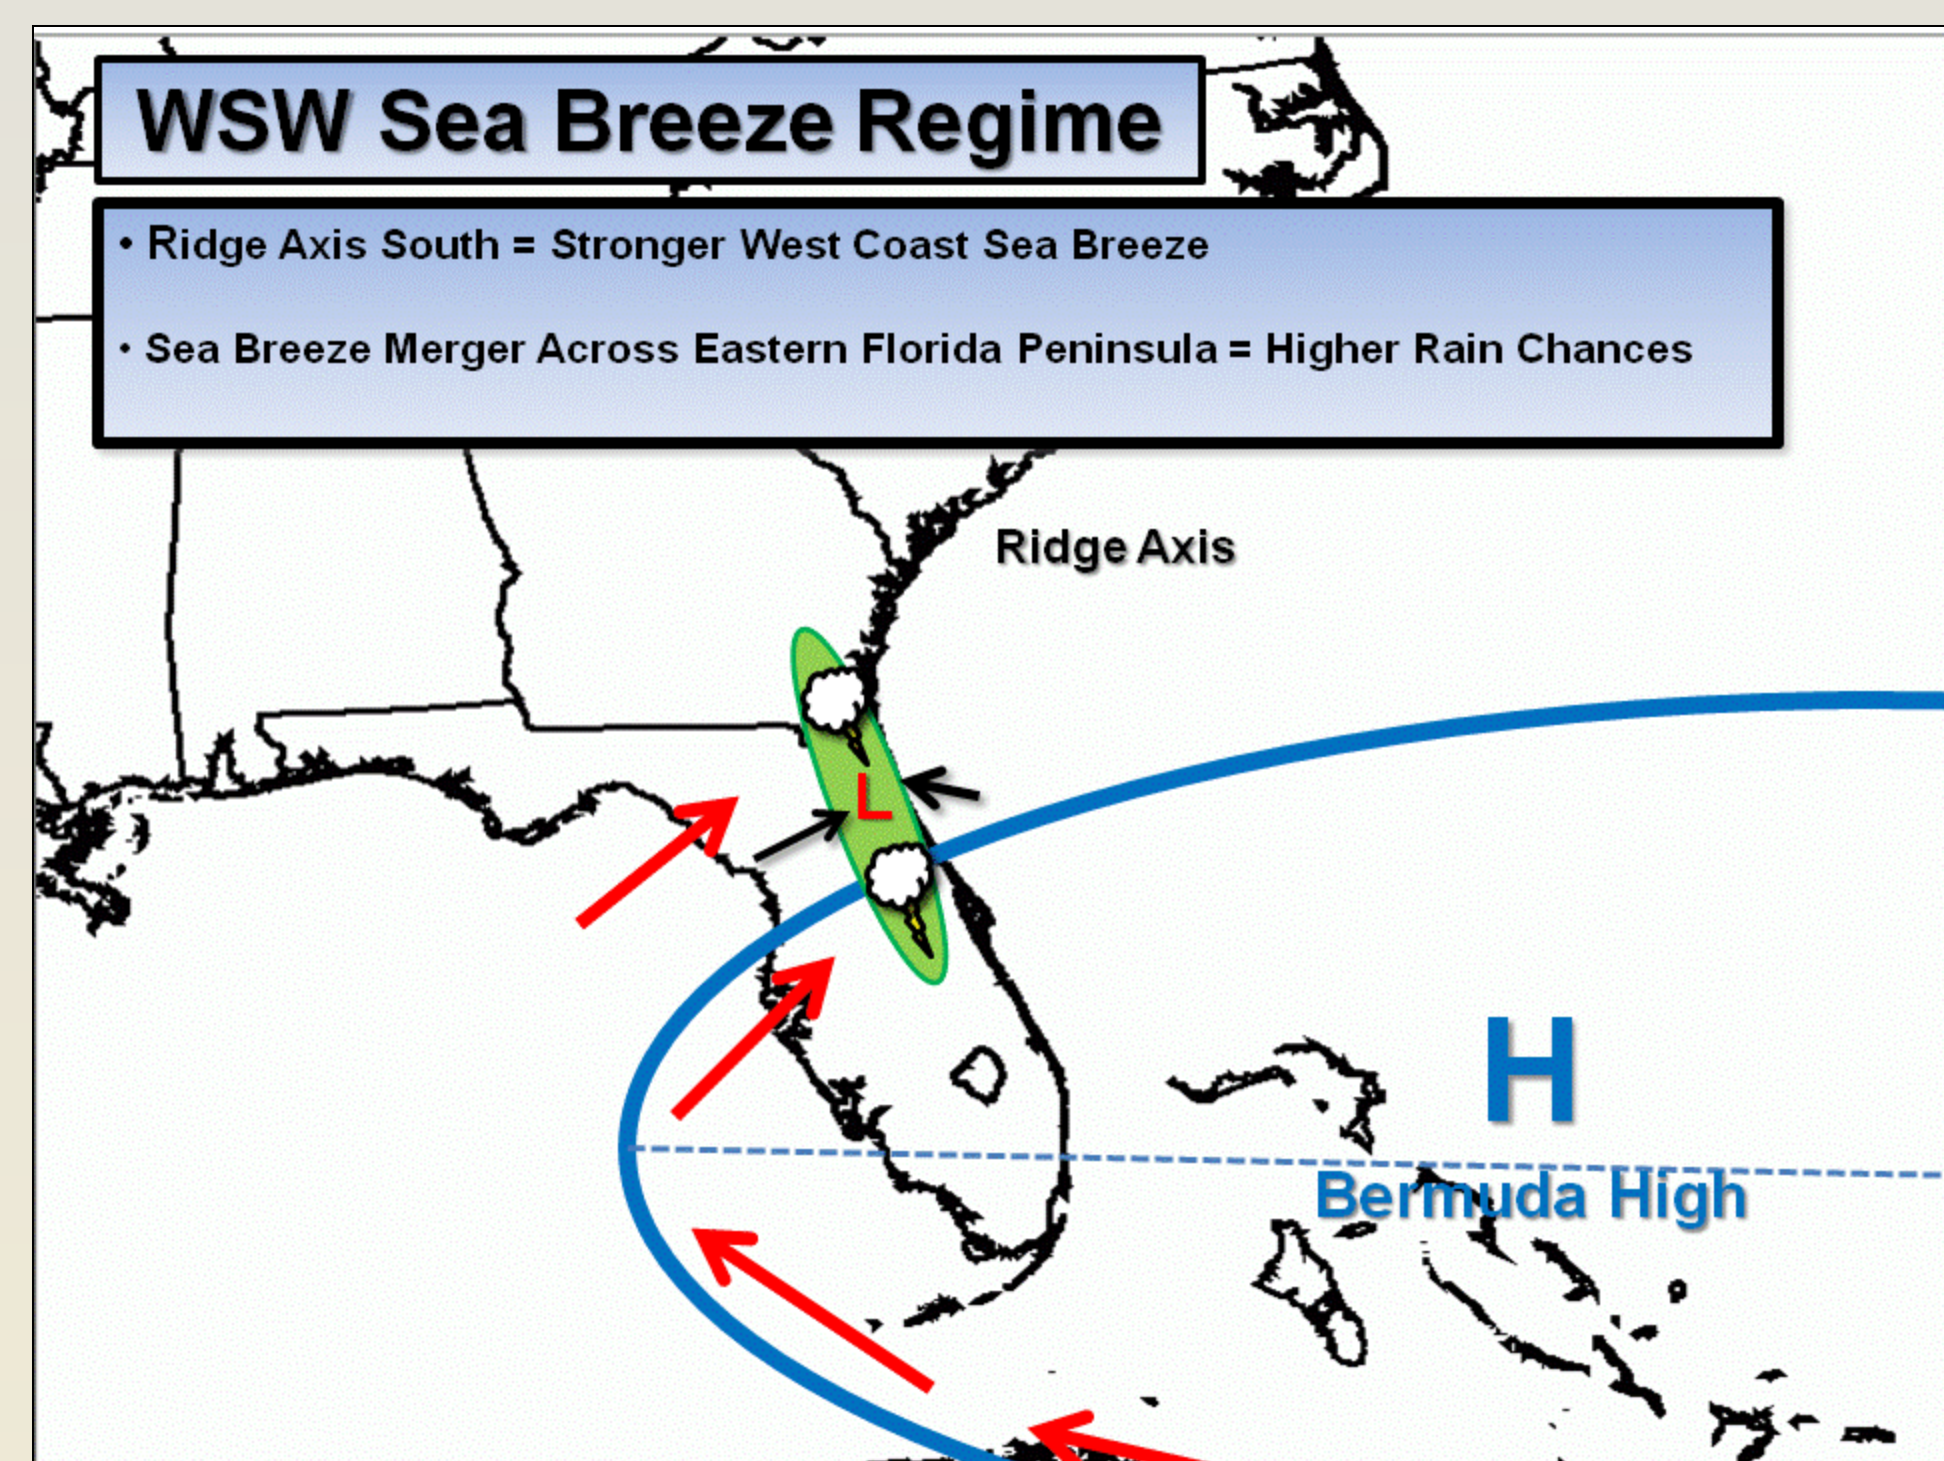 WSW Sea Breeze Regime
• Ridge Axis South = Stronger West Coast Sea Breeze
• Sea Breeze Merger Across Eastern Florida Peninsula = Higher Rain Chances
Ridge Axis
L
H
Bermuda High